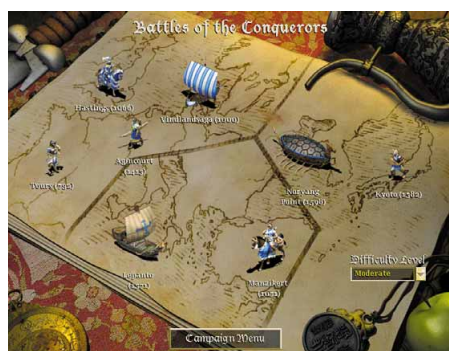 Battles of the Conquerors
Hastings (1066)
Vindlandsaga (1000)
Agincourt
(1415)
Tours (732)
Noryang
Point (1598)
Kyoto (1582)
Lepanto
(1571)
Manzikert
(1071)
Difficulty Level
Moderate
Campaign Menu